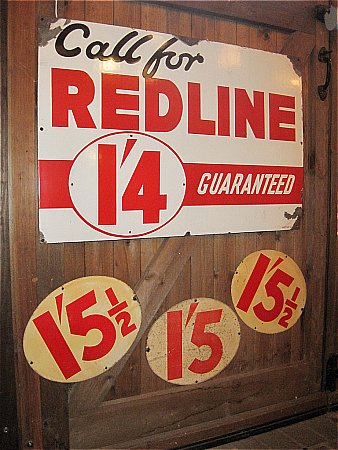 Call for
REDLINE
1'4 GUARANTEED
1'5½ 1'5 1'5½